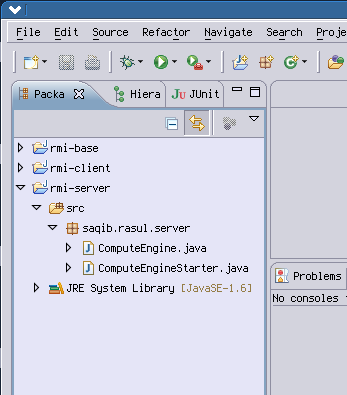 File Edit Source Refactor Navigate Search Proje
Packa Hiera JUnit
rmi-base
rmi-client
rmi-server
src
saqib.rasul.server
ComputeEngine.java
ComputeEngineStarter.java
JRE System Library [JavaSE-1.6]
Problems
No consoles